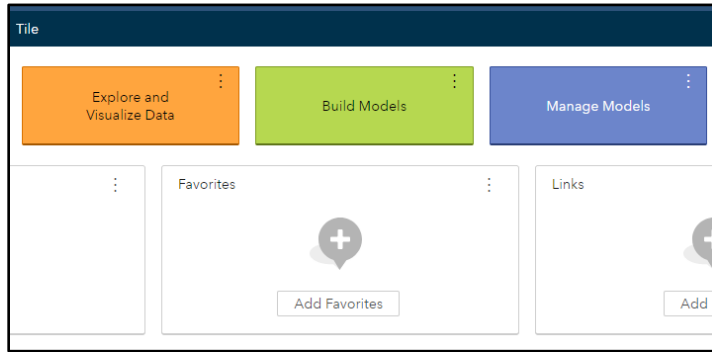 Tile
Explore and
Visualize Data
Build Models
Manage Models
Favorites
Links
Add Favorites
Add